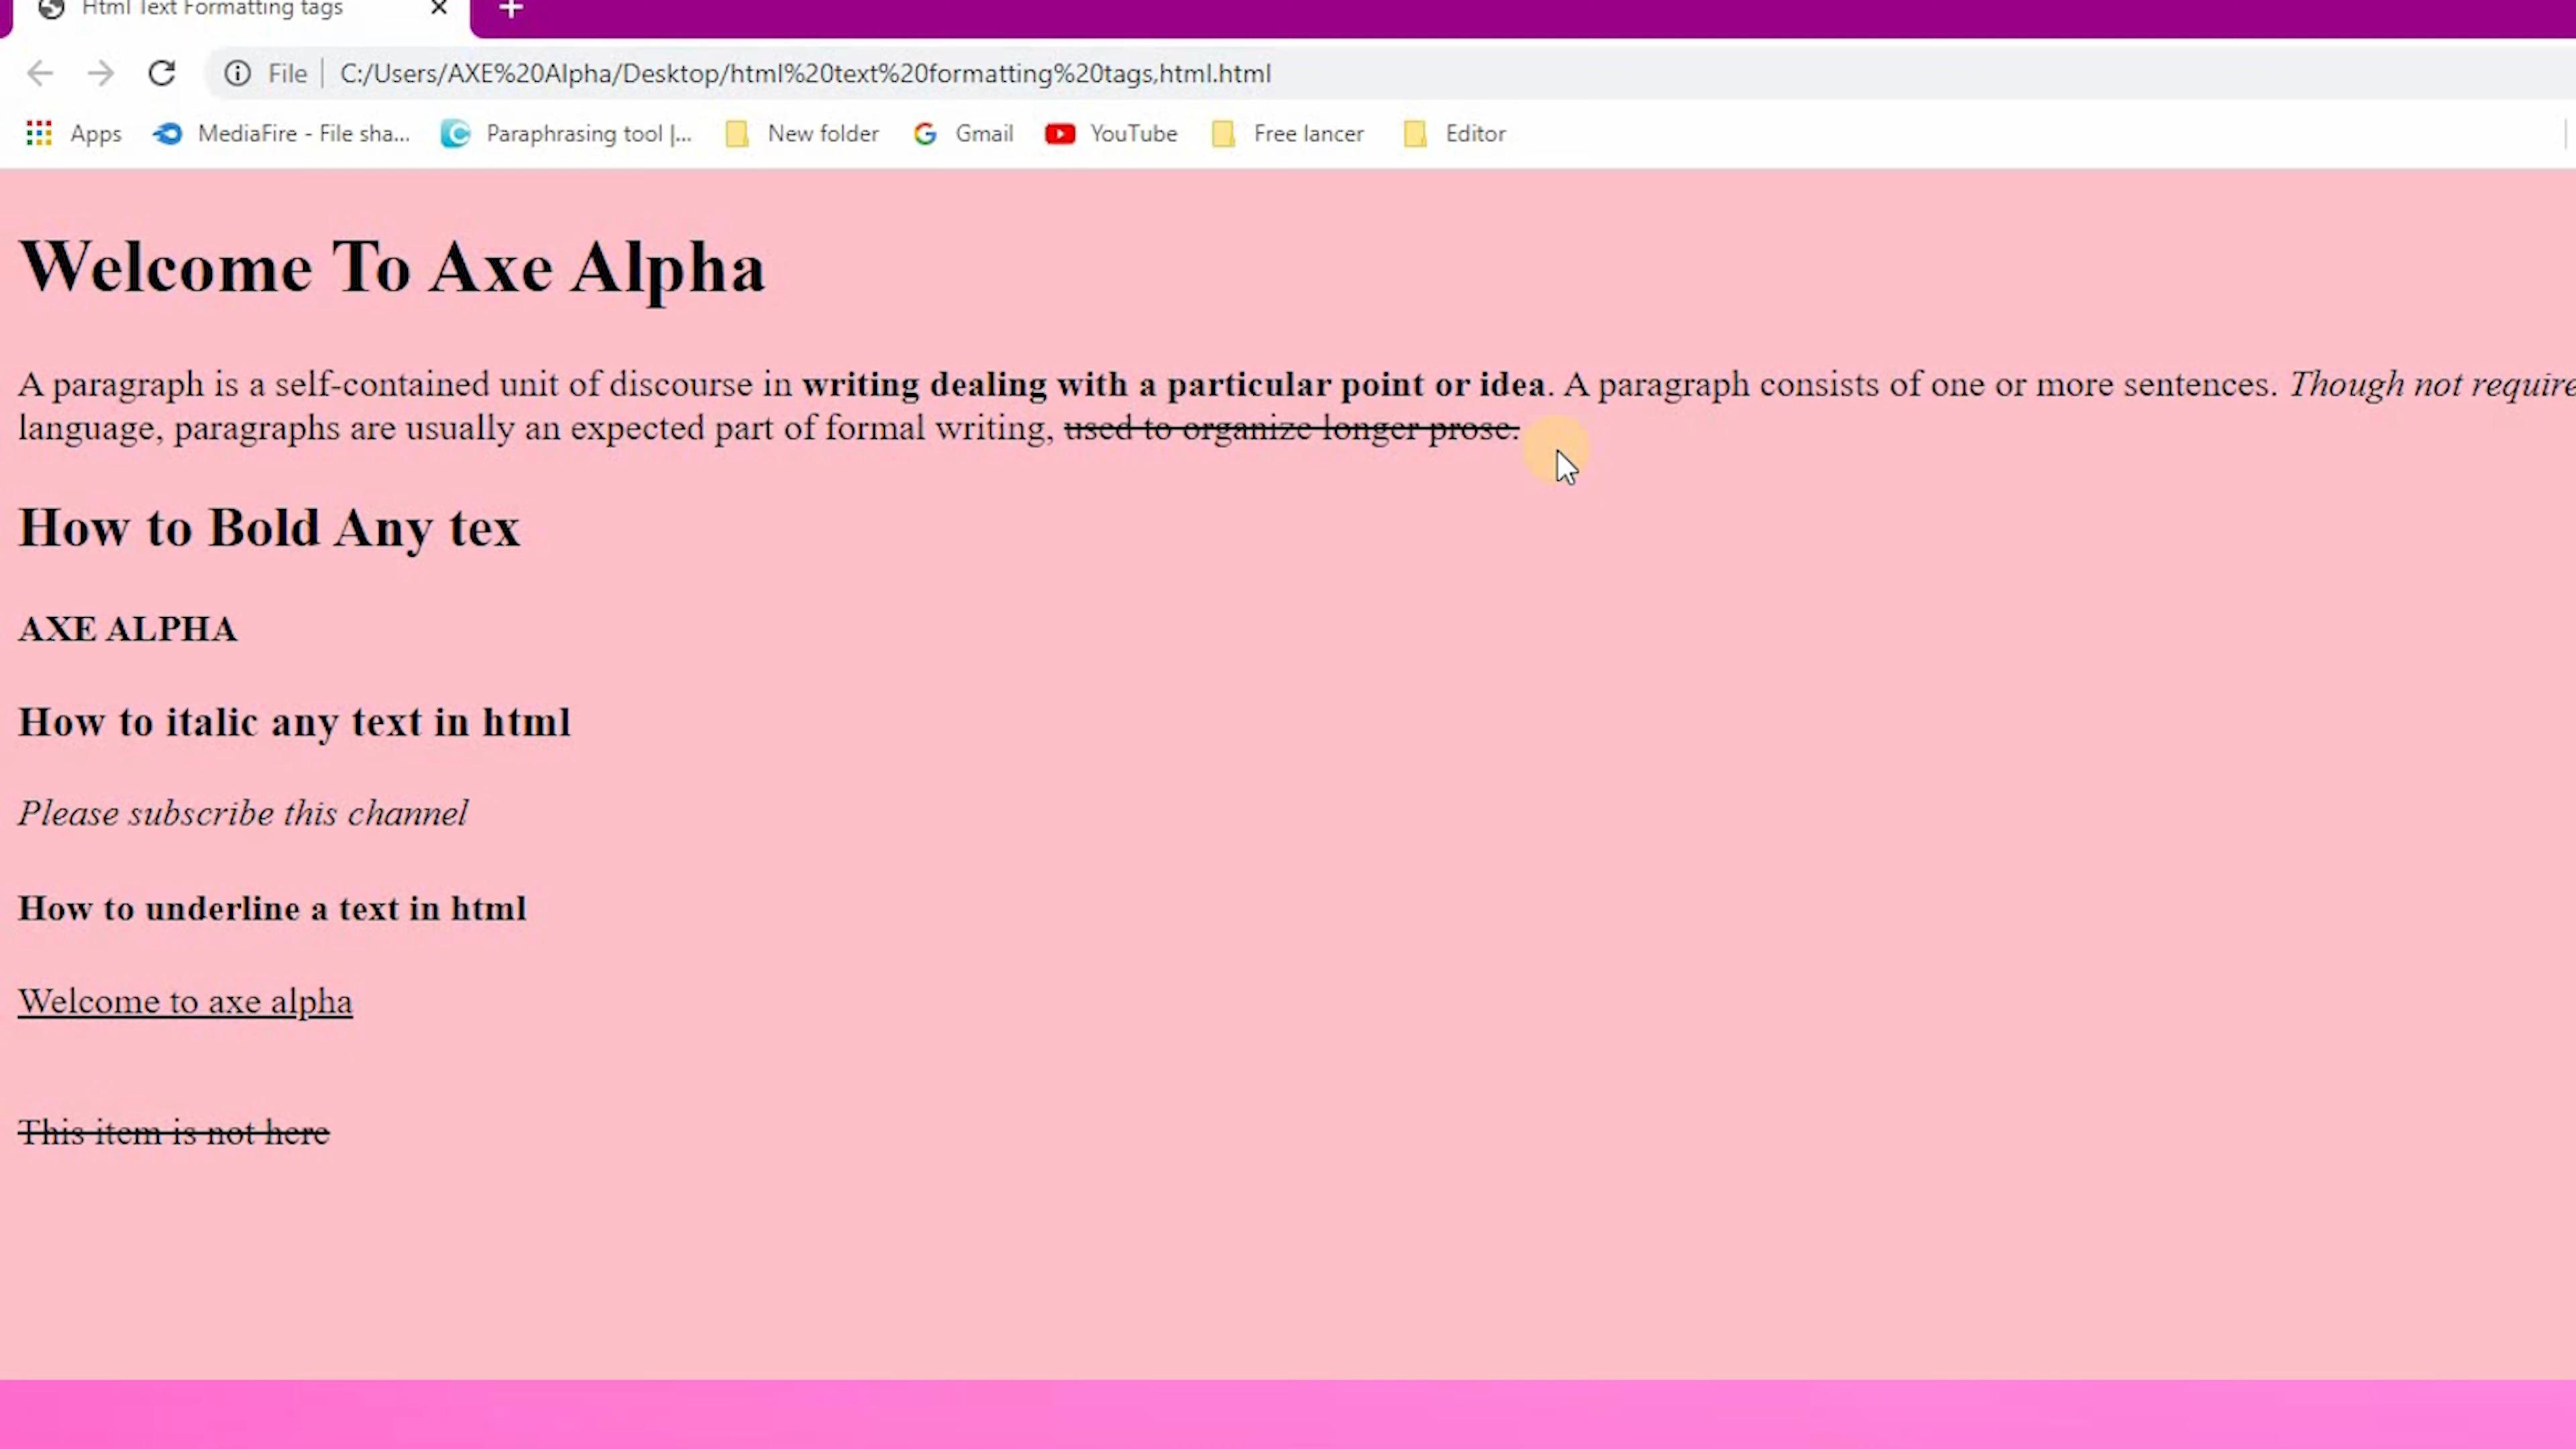 Html Text Formatting tags
File C:/Users/AXE%20Alpha/Desktop/html%20text%20formatting%20tags,html.html
Apps MediaFire - File sha... Paraphrasing tool |... New folder Gmail YouTube Free lancer Editor
Welcome To Axe Alpha
A paragraph is a self-contained unit of discourse in writing dealing with a particular point or idea. A paragraph consists of one or more sentences. Though not require
language, paragraphs are usually an expected part of formal writing, used to organize longer prose.
How to Bold Any tex
AXE ALPHA
How to italic any text in html
Please subscribe this channel
How to underline a text in html
Welcome to axe alpha
This item is not here